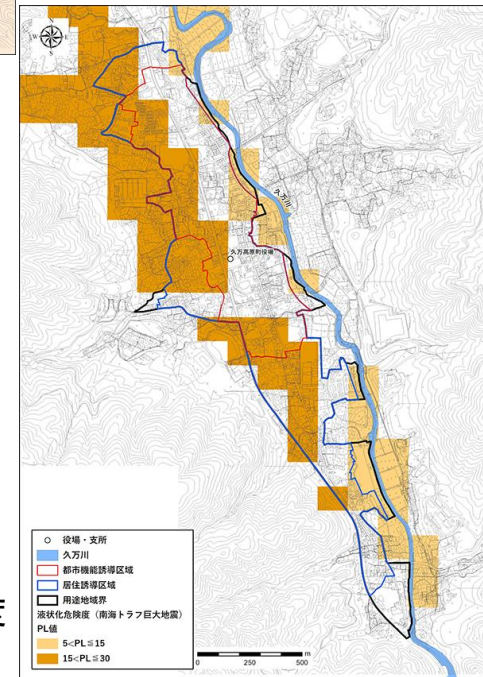 N
W
E
S
久万川
久万高原町役場
役場・支所
久万川
都市機能誘導区域
居住誘導区域
用途地域界
液状化危険度（南海トラフ巨大地震）
PL値
5<PL≦15
15<PL≦30
0 250 500 m